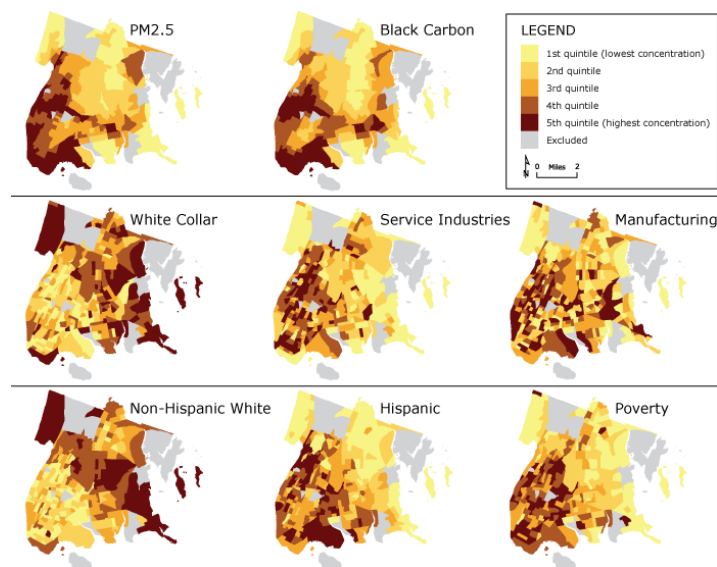 PM2.5
Black Carbon
LEGEND
1st quintile (lowest concentration)
2nd quintile
3rd quintile
4th quintile
5th quintile (highest concentration)
Excluded
N
0 Miles 2
White Collar
Service Industries
Manufacturing
Non-Hispanic White
Hispanic
Poverty